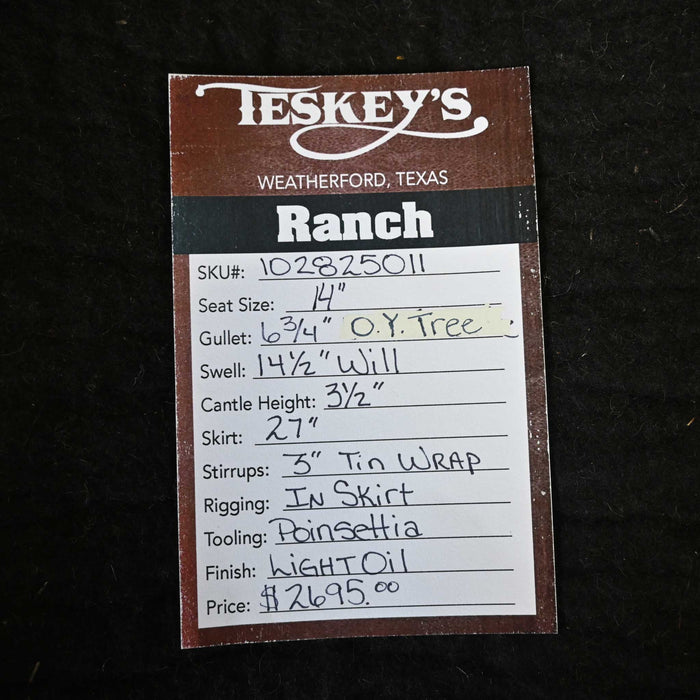 TESKEY'S
WEATHERFORD, TEXAS
Ranch
SKU#: 102825011
Seat Size: 14"
Gullet: 6 3/4" O.Y. Tree
Swell: 14 1/2" Will
Cantle Height: 3 1/2"
Skirt: 27"
Stirrups: 3" Tin WRAP
Rigging: IN Skirt
Tooling: Poinsettia
Finish: LIGHT Oil
Price: $2695.00